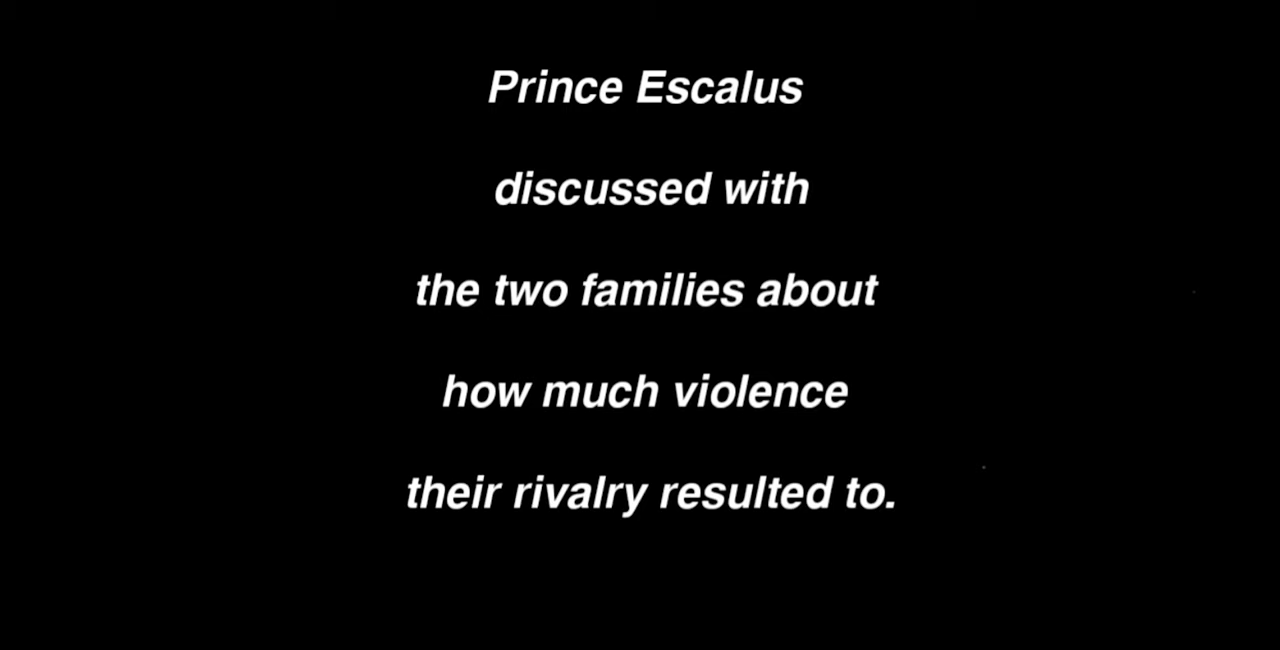 Prince Escalus
discussed with
the two families about
how much violence
their rivalry resulted to.